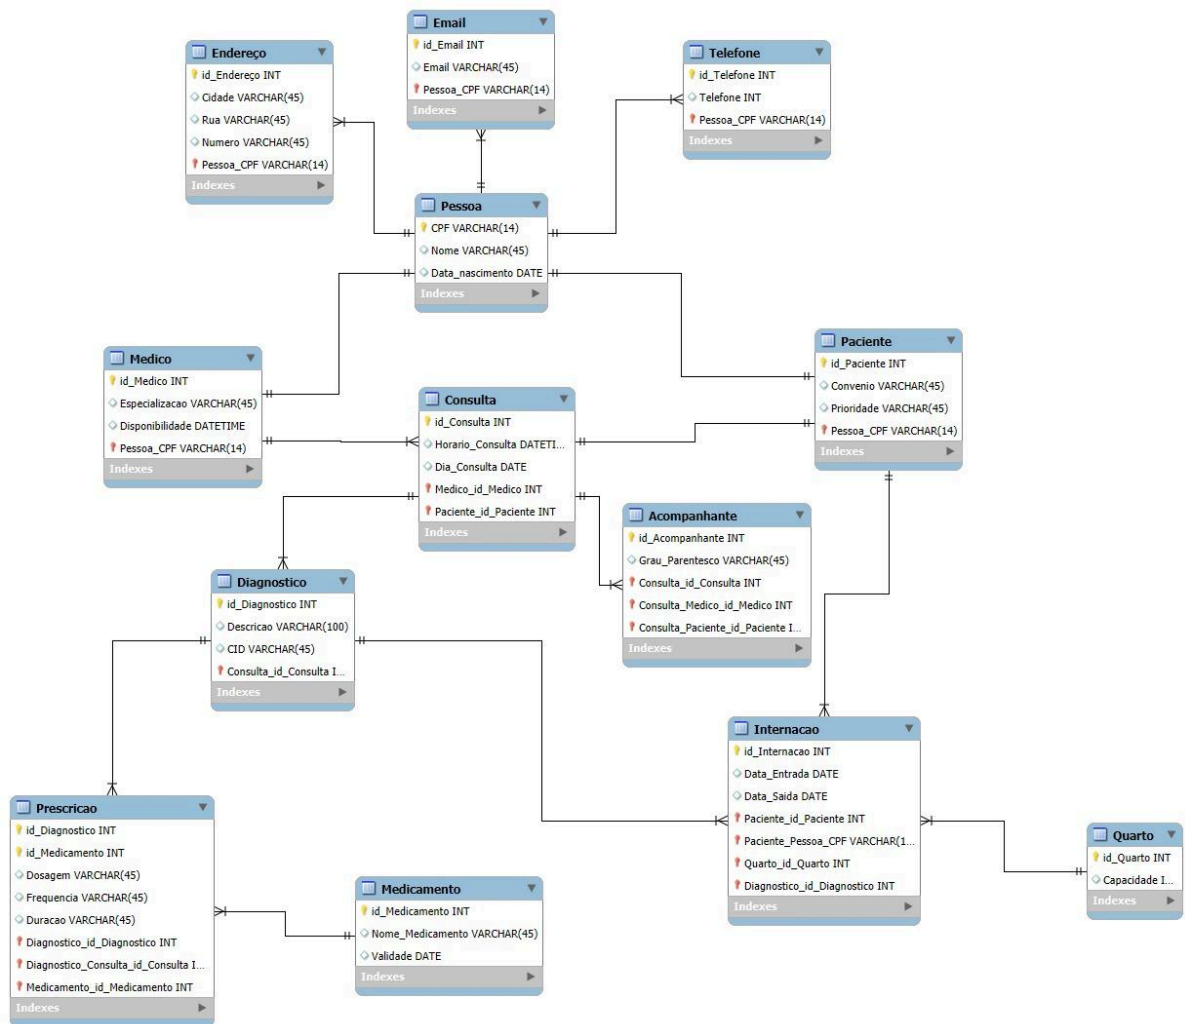 Email
id_Email INT
Email VARCHAR(45)
Pessoa_CPF VARCHAR(14)
Indexes
Endereço
id_Endereço INT
Cidade VARCHAR(45)
Rua VARCHAR(45)
Numero VARCHAR(45)
Pessoa_CPF VARCHAR(14)
Indexes
Telefone
id_Telefone INT
Telefone INT
Pessoa_CPF VARCHAR(14)
Indexes
Pessoa
CPF VARCHAR(14)
Nome VARCHAR(45)
Data_nascimento DATE
Indexes
Medico
id_Medico INT
Especializacao VARCHAR(45)
Disponibilidade DATETIME
Pessoa_CPF VARCHAR(14)
Indexes
Consulta
id_Consulta INT
Horario_Consulta DATETI...
Dia_Consulta DATE
Medico_id_Medico INT
Paciente_id_Paciente INT
Indexes
Paciente
id_Paciente INT
Convenio VARCHAR(45)
Prioridade VARCHAR(45)
Pessoa_CPF VARCHAR(14)
Indexes
Acompanhante
id_Acompanhante INT
Grau_Parentesco VARCHAR(45)
Consulta_id_Consulta INT
Consulta_Medico_id_Medico INT
Consulta_Paciente_id_Paciente I...
Indexes
Diagnostico
id_Diagnostico INT
Descricao VARCHAR(100)
CID VARCHAR(45)
Consulta_id_Consulta I...
Indexes
Internacao
id_Internacao INT
Data_Entrada DATE
Data_Saida DATE
Paciente_id_Paciente INT
Paciente_Pessoa_CPF VARCHAR(1...
Quarto_id_Quarto INT
Diagnostico_id_Diagnostico INT
Indexes
Prescricao
id_Diagnostico INT
id_Medicamento INT
Dosagem VARCHAR(45)
Frequência VARCHAR(45)
Duracao VARCHAR(45)
Diagnostico_id_Diagnostico INT
Diagnostico_Consulta_id_Consulta I...
Medicamento_id_Medicamento INT
Indexes
Medicamento
id_Medicamento INT
Nome_Medicamento VARCHAR(45)
Validade DATE
Indexes
Quarto
id_Quarto INT
Capacidade I...
Indexes